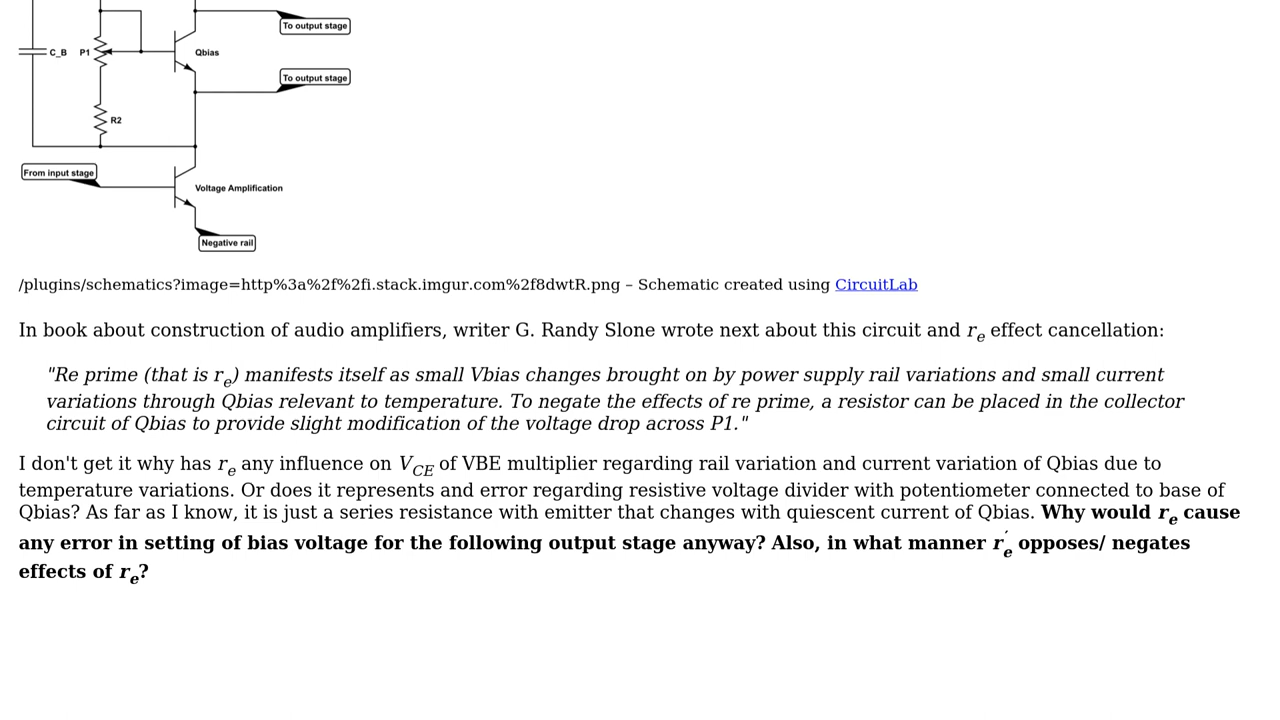 To output stage
C_B P1 Qbias
To output stage
R2
From input stage
Voltage Amplification
Negative rail
/plugins/schematics?image=http%3a%2f%2fi.stack.imgur.com%2f8dwtR.png – Schematic created using CircuitLab
In book about construction of audio amplifiers, writer G. Randy Slone wrote next about this circuit and re effect cancellation:
"Re prime (that is re) manifests itself as small Vbias changes brought on by power supply rail variations and small current
variations through Qbias relevant to temperature. To negate the effects of re prime, a resistor can be placed in the collector
circuit of Qbias to provide slight modification of the voltage drop across P1."
I don't get it why has re any influence on VCE of VBE multiplier regarding rail variation and current variation of Qbias due to
temperature variations. Or does it represents and error regarding resistive voltage divider with potentiometer connected to base of
Qbias? As far as I know, it is just a series resistance with emitter that changes with quiescent current of Qbias. Why would re cause
any error in setting of bias voltage for the following output stage anyway? Also, in what manner r′e opposes/ negates
effects of re?